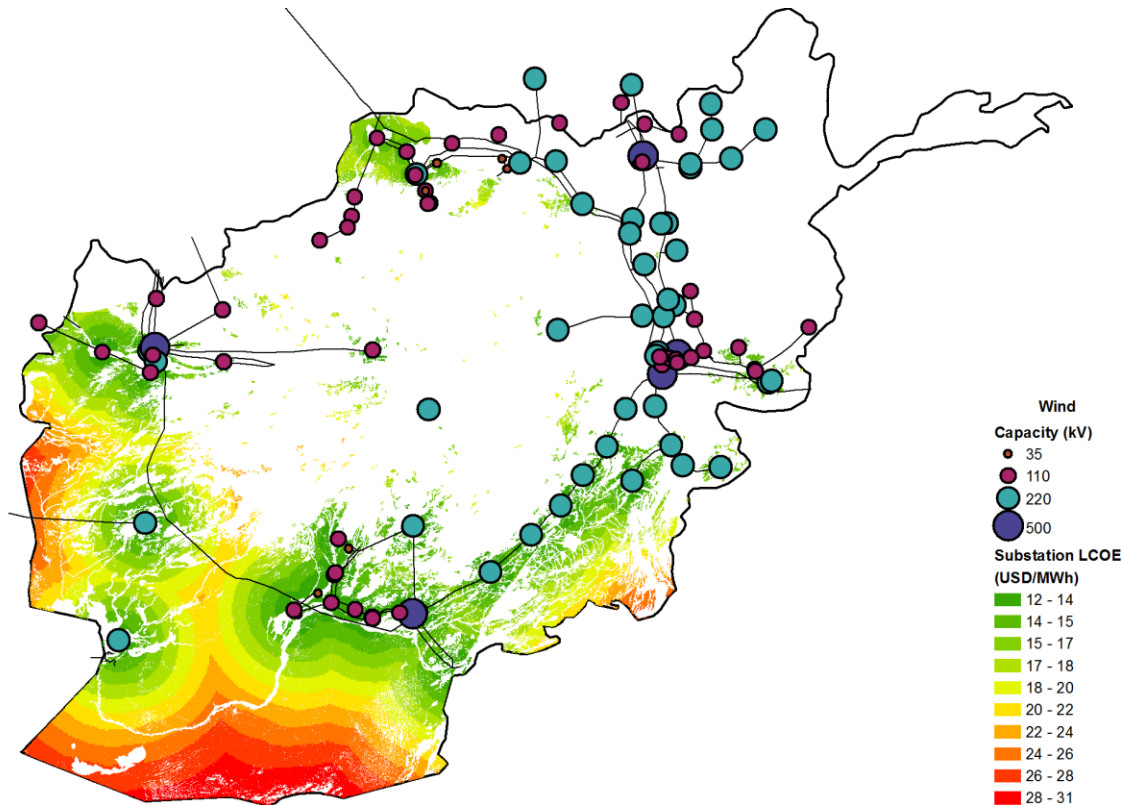 Wind
Capacity (kV)
35
110
220
500
Substation LCOE
(USD/MWh)
12 - 14
14 - 15
15 - 17
17 - 18
18 - 20
20 - 22
22 - 24
24 - 26
26 - 28
28 - 31